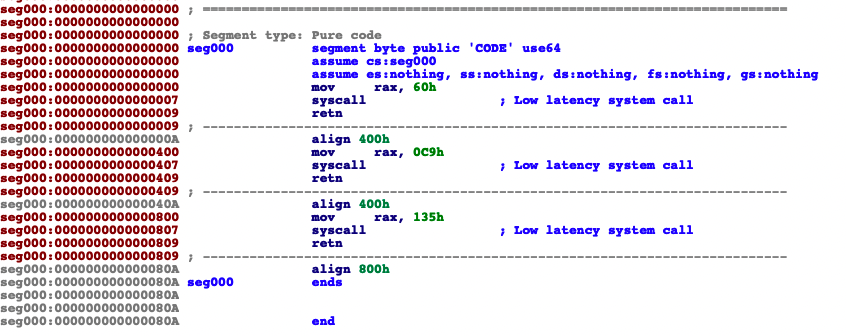 seg000:0000000000000000 ; ===========================================================================
seg000:0000000000000000
seg000:0000000000000000 ; Segment type: Pure code
seg000:0000000000000000 seg000 segment byte public 'CODE' use64
seg000:0000000000000000 assume cs:seg000
seg000:0000000000000000 assume es:nothing, ss:nothing, ds:nothing, fs:nothing, gs:nothing
seg000:0000000000000000 mov rax, 60h
seg000:0000000000000007 syscall ; Low latency system call
seg000:0000000000000009 retn
seg000:0000000000000009 ; ---------------------------------------------------------------------------
seg000:000000000000000A align 400h
seg000:0000000000000400 mov rax, 0C9h
seg000:0000000000000407 syscall ; Low latency system call
seg000:0000000000000409 retn
seg000:0000000000000409 ; ---------------------------------------------------------------------------
seg000:000000000000040A align 400h
seg000:0000000000000800 mov rax, 135h
seg000:0000000000000807 syscall ; Low latency system call
seg000:0000000000000809 retn
seg000:0000000000000809 ; ---------------------------------------------------------------------------
seg000:000000000000080A align 800h
seg000:000000000000080A seg000 ends
seg000:000000000000080A
seg000:000000000000080A
seg000:000000000000080A end